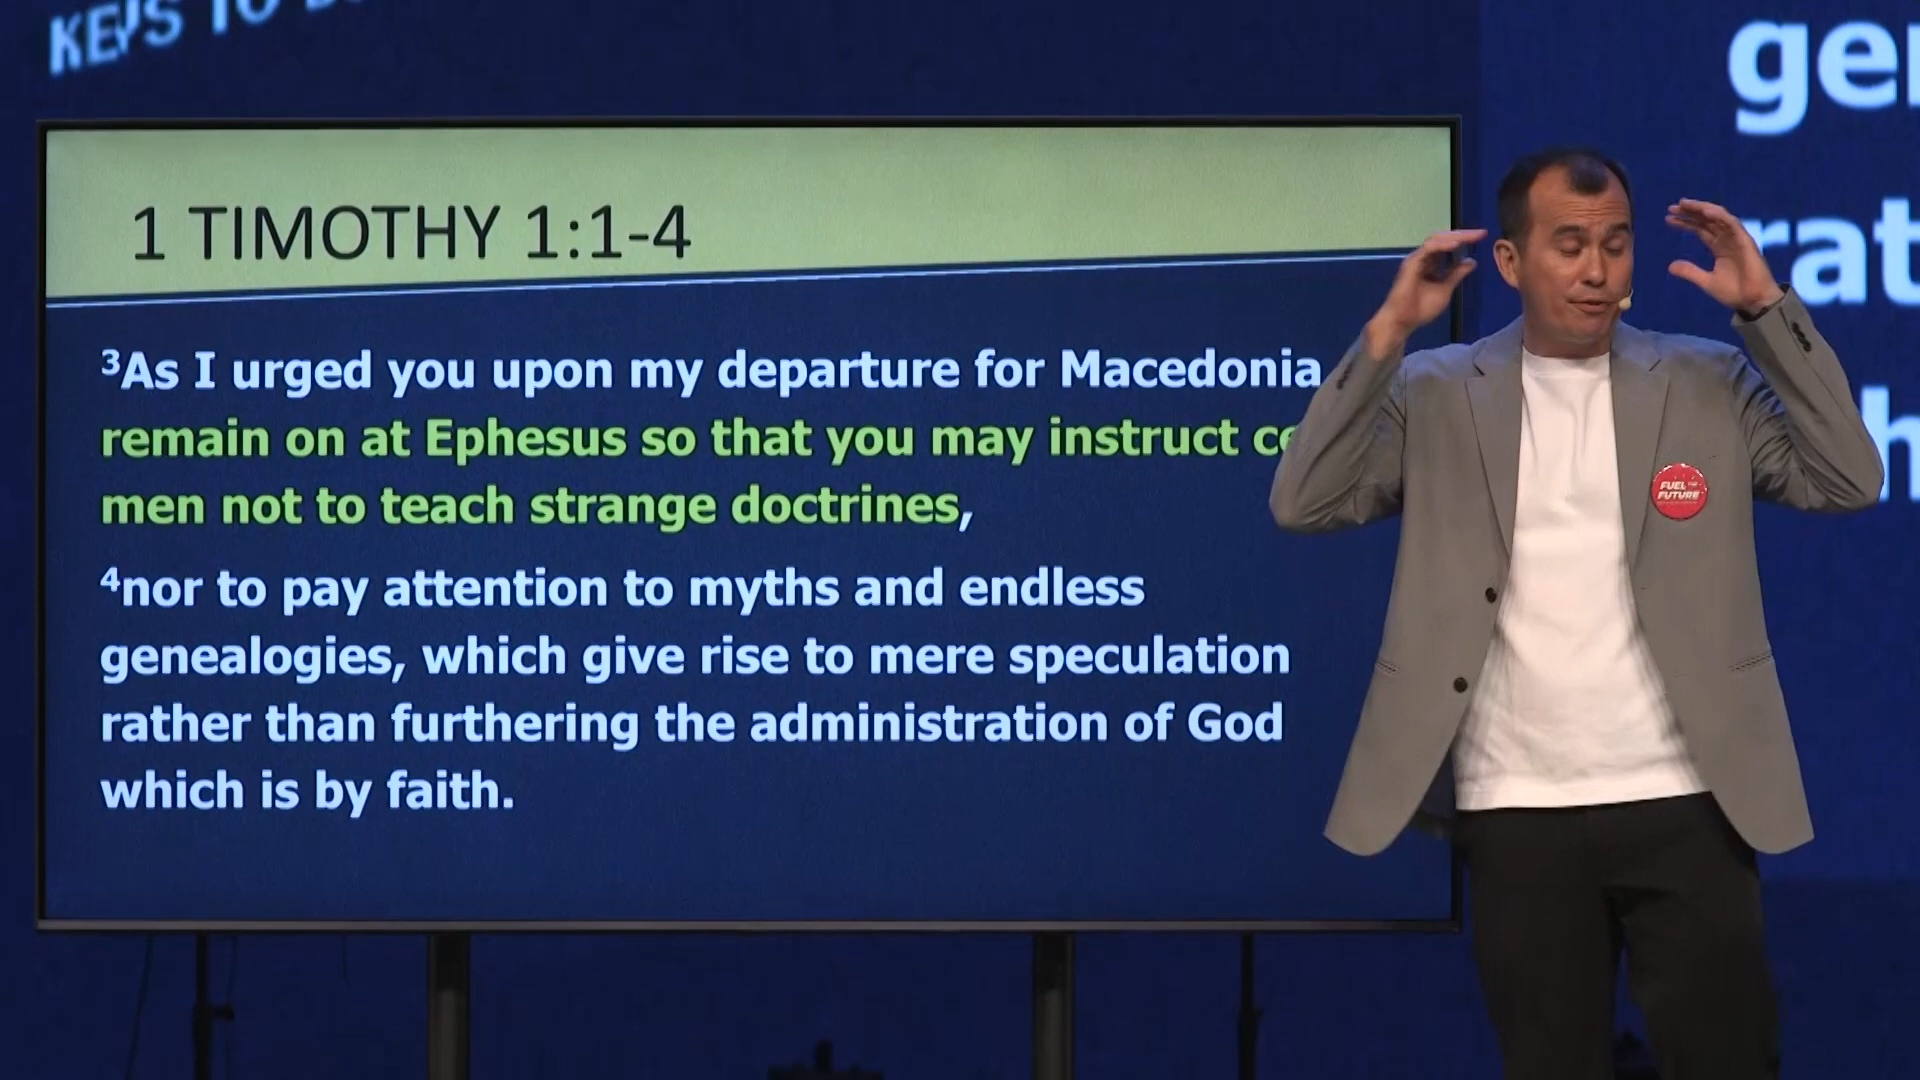 KEYS TO
1 TIMOTHY 1:1-4
³As I urged you upon my departure for Macedonia
remain on at Ephesus so that you may instruct
men not to teach strange doctrines,
⁴nor to pay attention to myths and endless
genealogies, which give rise to mere speculation
rather than furthering the administration of God
which is by faith.
FUEL
FUTURE